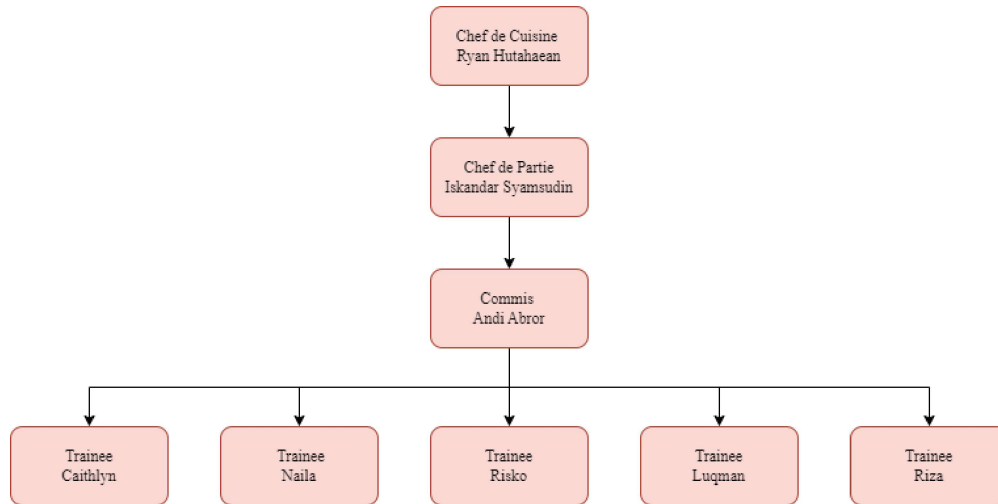 Chef de Cuisine
Ryan Hutahaean
Chef de Partie
Iskandar Syamsudin
Commis
Andi Abror
Trainee
Caithlyn
Trainee
Naila
Trainee
Risko
Trainee
Luqman
Trainee
Riza